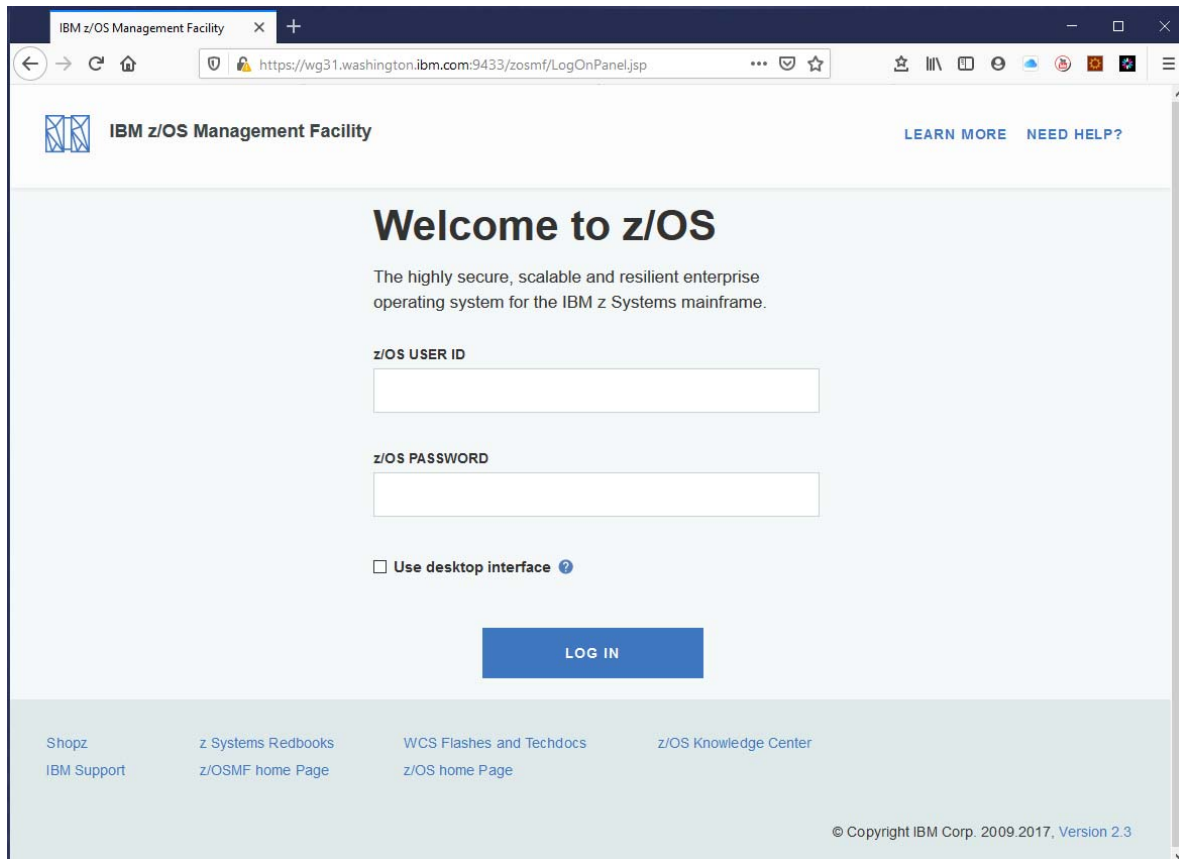 IBM z/OS Management Facility
https://wg31.washington.ibm.com:9433/zosmf/LogOnPanel.jsp
IBM z/OS Management Facility
LEARN MORE NEED HELP?
Welcome to z/OS
The highly secure, scalable and resilient enterprise
operating system for the IBM z Systems mainframe.
z/OS USER ID
z/OS PASSWORD
Use desktop interface ?
LOG IN
Shopz z Systems Redbooks WCS Flashes and Techdocs z/OS Knowledge Center
IBM Support z/OSMF home Page z/OS home Page
© Copyright IBM Corp. 2009.2017, Version 2.3